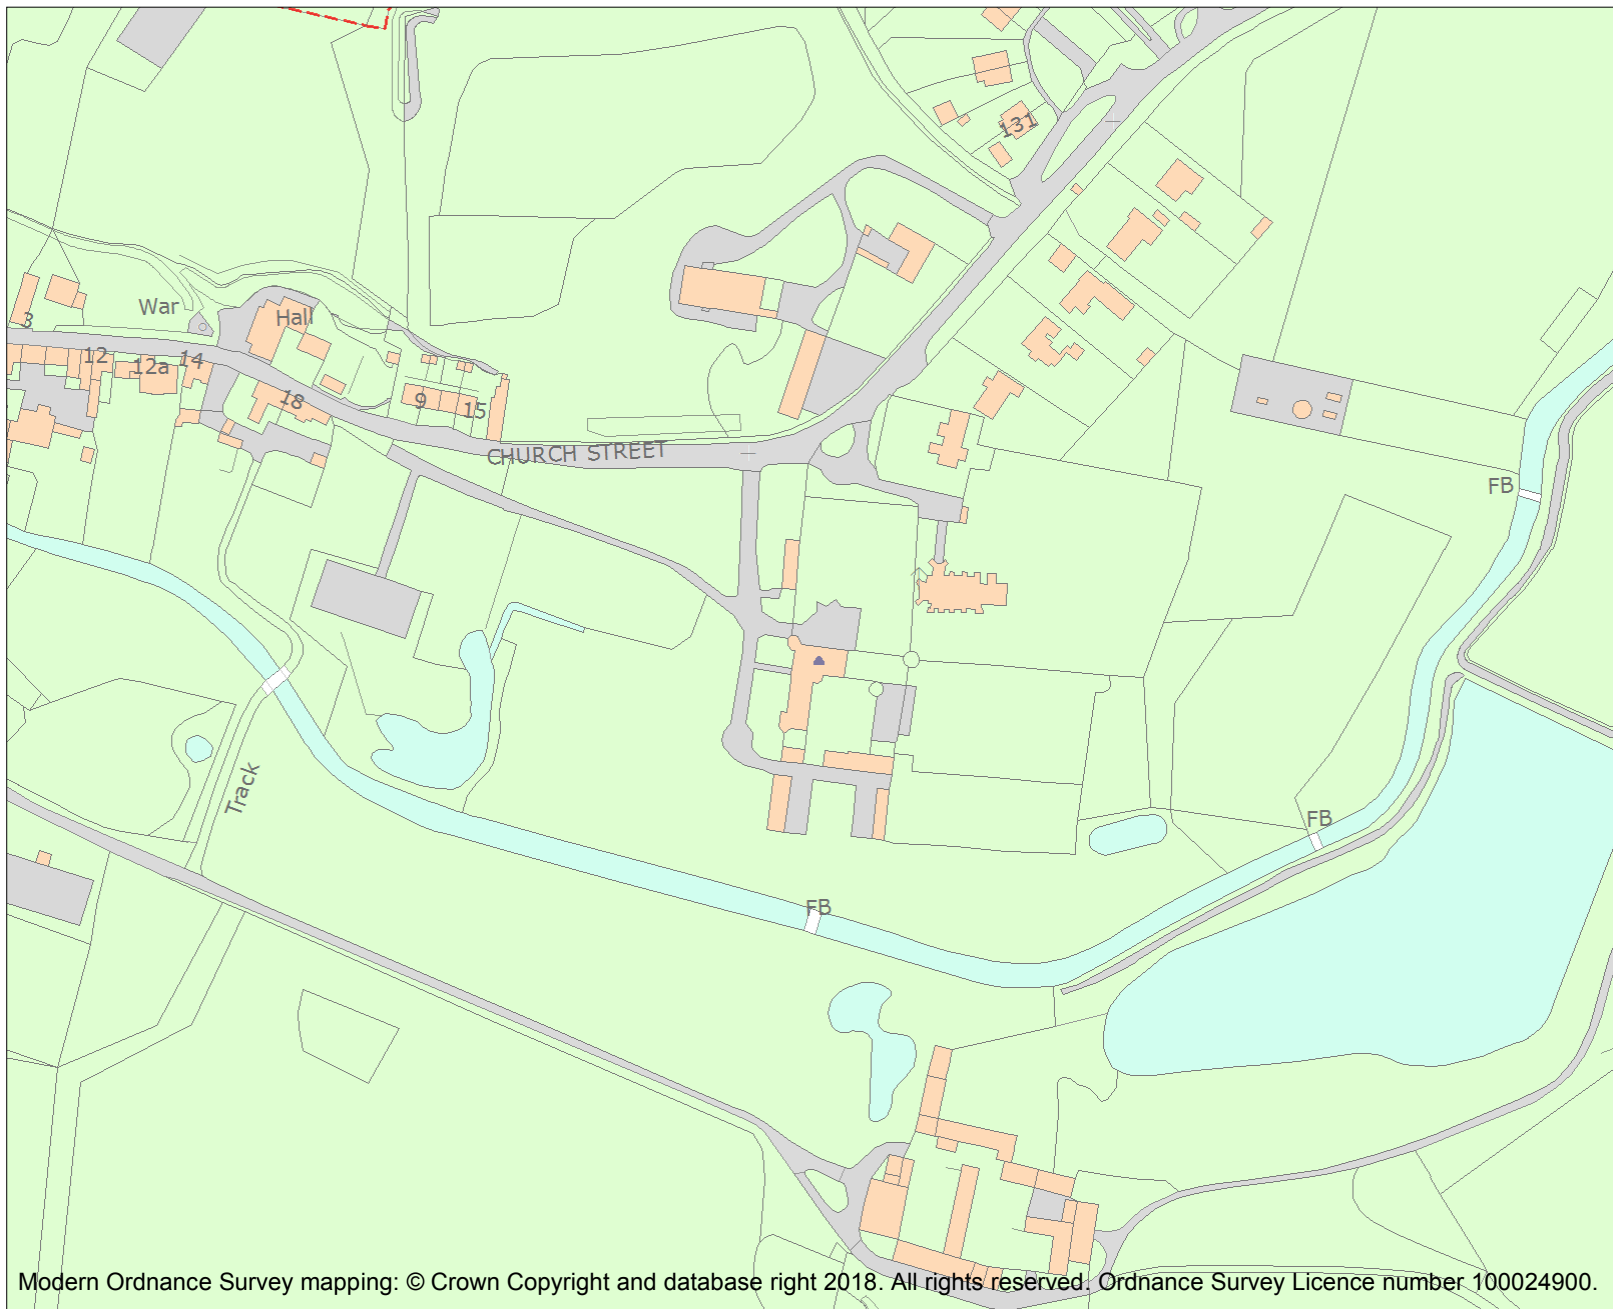 131
War
Hall
3
12
12a
14
18
9
15
CHURCH STREET
FB
Track
FB
FB
Modern Ordnance Survey mapping: © Crown Copyright and database right 2018. All rights reserved. Ordnance Survey Licence number 100024900.